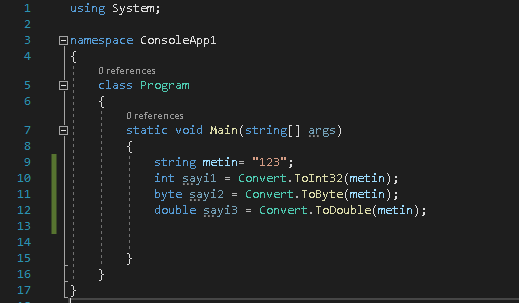 1 using System;
2
3 namespace ConsoleApp1
4 {
0 references
5 class Program
6 {
0 references
7 static void Main(string[] args)
8 {
9 string metin= "123";
10 int sayi1 = Convert.ToInt32(metin);
11 byte sayi2 = Convert.ToByte(metin);
12 double sayi3 = Convert.ToDouble(metin);
13
14
15 }
16 }
17 }